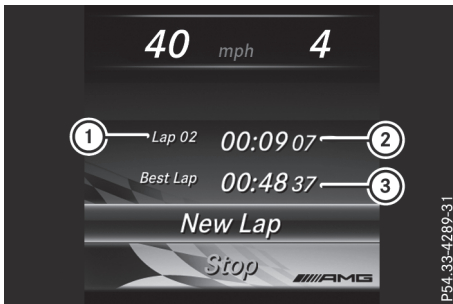 40 mph 4
1 Lap 02 00:09 07 2
Best Lap 00:48 37 3
New Lap
Stop
AMG
P54.33-4289-31